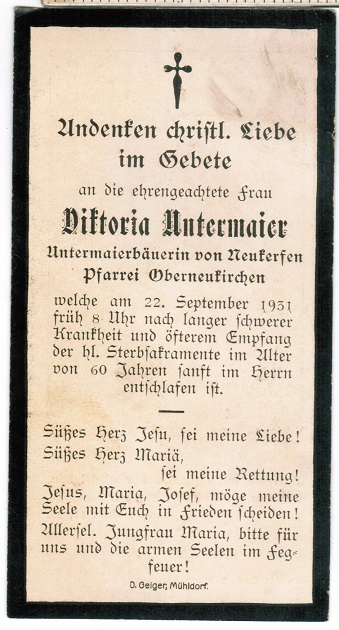 Andenken christl. Liebe
im Gebete
an die ehrengeachtete Frau
Viktoria Untermaier
Untermaierbäuerin von Neukerfen
Pfarrei Oberneukirchen
welche am 22. September 1931
früh 8 Uhr nach langer schwerer
Krankheit und öfterem Empfang
der hl. Sterbsakramente im Alter
von 60 Jahren sanft im Herrn
entschlafen ist.
Süßes Herz Jesu, sei meine Liebe!
Süßes Herz Mariä,
sei meine Rettung!
Jesus, Maria, Josef, möge meine
Seele mit Euch in Frieden scheiden!
Allersel. Jungfrau Maria, bitte für
uns und die armen Seelen im Feg-
feuer!
D. Geiger, Mühldorf.